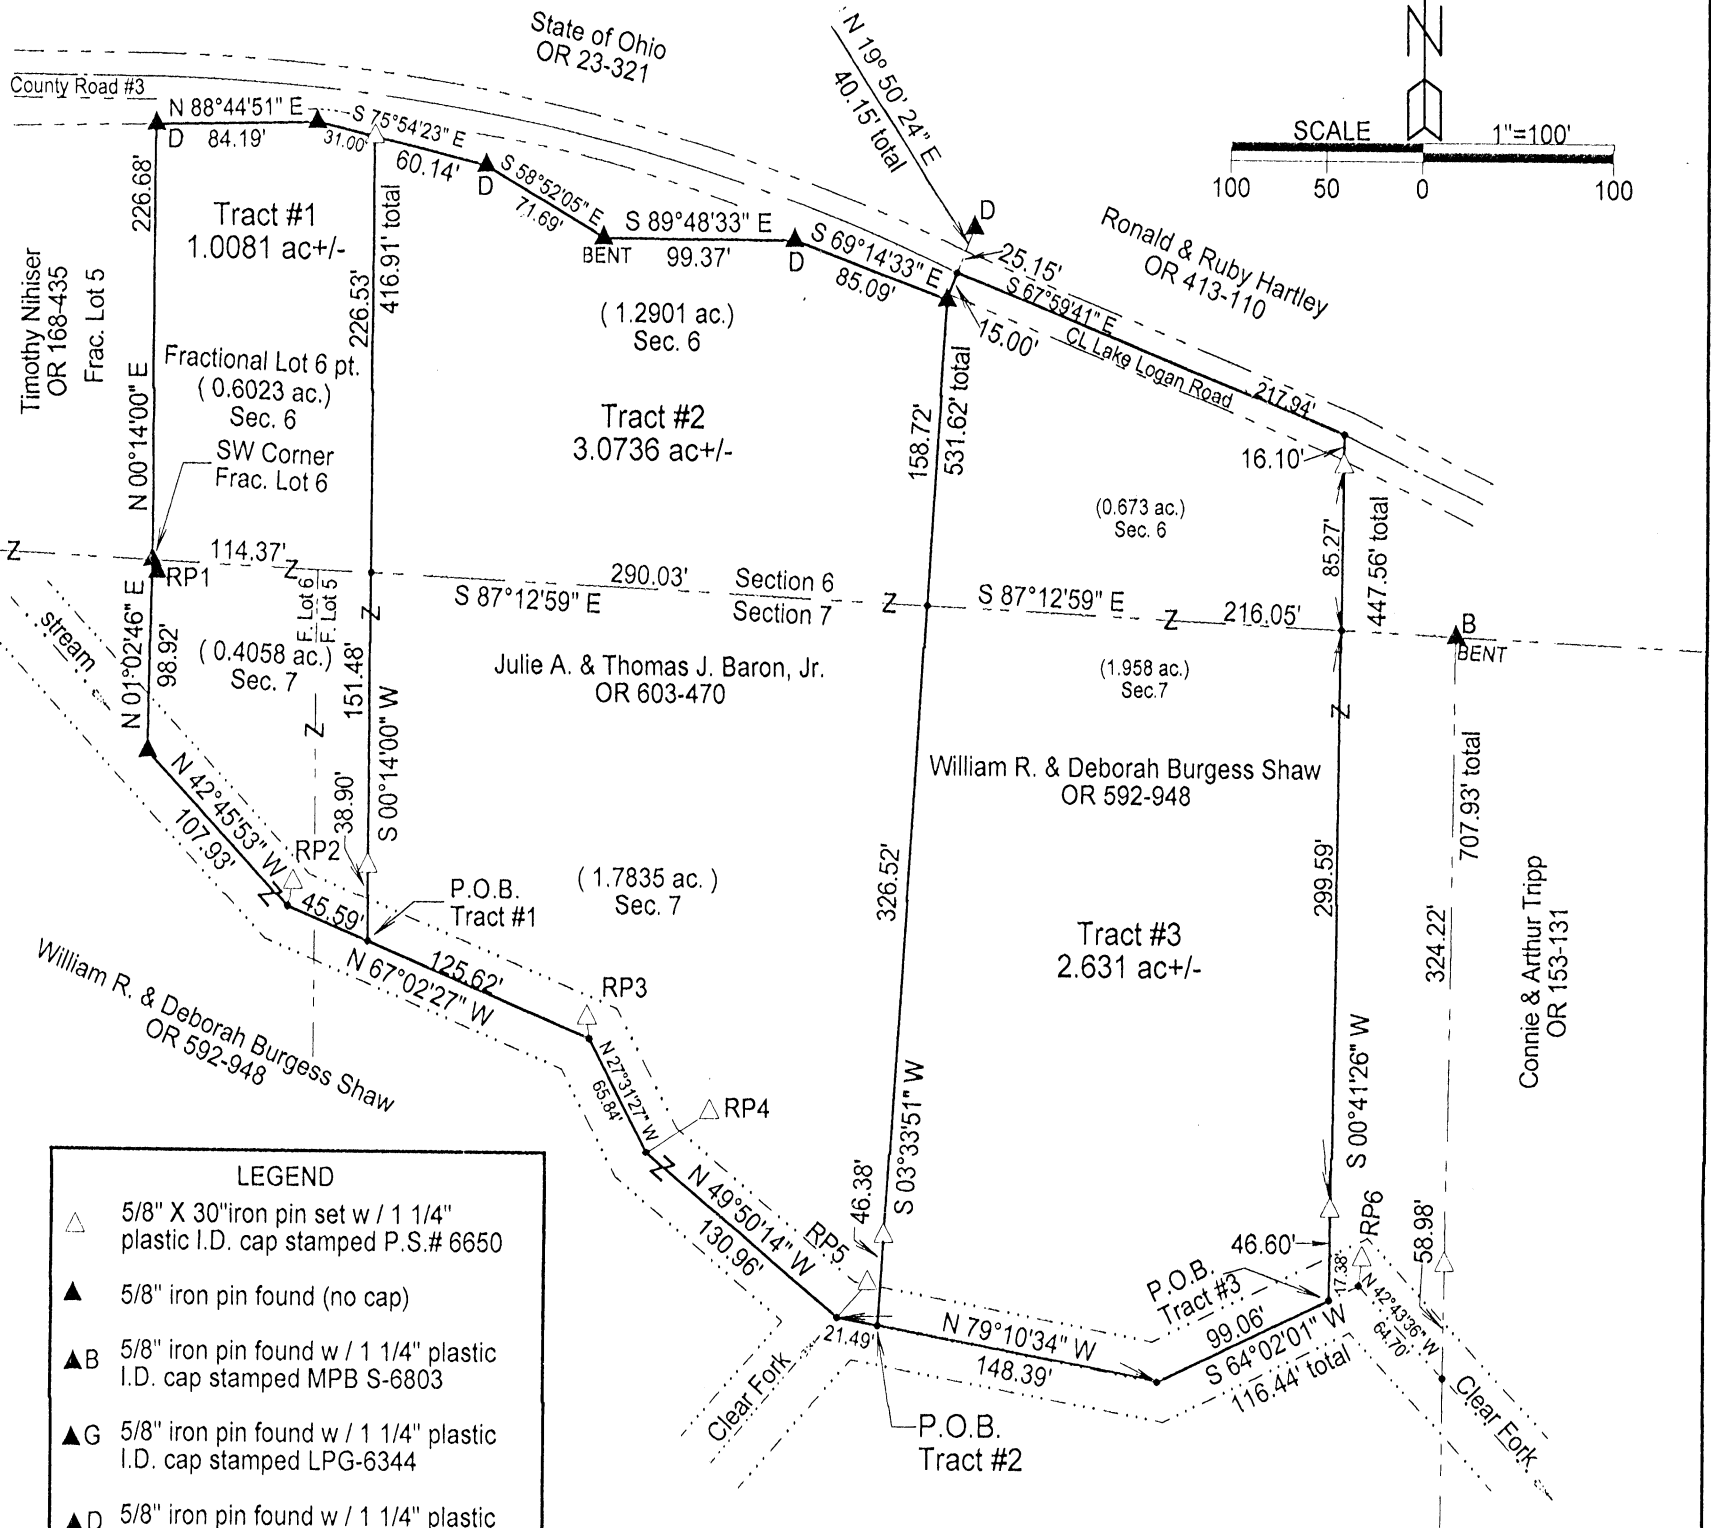 State of Ohio
OR 23-321
County Road #3
N 88°44'51" E
D 84.19'
S 75°54'23" E
31.00'
60.14'
D
S 58°52'05" E
71.69'
BENT
S 89°48'33" E
99.37'
D
S 69°14'33" E
85.09'
N 19° 50' 24" E
40.15' total
D
25.15'
S 67°59'41" E
15.00'
CL Lake Logan Road
217.94'
16.10'
Ronald & Ruby Hartley
OR 413-110
N
SCALE 1"=100'
100 50 0 100
226.68'
Tract #1
1.0081 ac+/-
Timothy Nihiser
OR 168-435
Frac. Lot 5
N 00°14'00" E
Fractional Lot 6 pt.
( 0.6023 ac.)
Sec. 6
SW Corner
Frac. Lot 6
226.53'
416.91' total
( 1.2901 ac.)
Sec. 6
Tract #2
3.0736 ac+/-
158.72'
531.62' total
(0.673 ac.)
Sec. 6
85.27'
447.56' total
Z
114.37'
Z
RP1
290.03'
Section 6
S 87°12'59" E
Section 7
Z
Z
S 87°12'59" E
Z
216.05'
B
BENT
stream
N 01°02'46" E
98.92'
F. Lot 6
F. Lot 5
( 0.4058 ac.)
Sec. 7
Z
151.48'
S 00°14'00" W
38.90'
Julie A. & Thomas J. Baron, Jr.
OR 603-470
(1.958 ac.)
Sec.7
Z
William R. & Deborah Burgess Shaw
OR 592-948
707.93' total
324.22'
Connie & Arthur Tripp
OR 153-131
N 42°45'53" W
107.93'
RP2
Z
45.59'
P.O.B.
Tract #1
( 1.7835 ac. )
Sec. 7
326.52'
299.59'
Tract #3
2.631 ac+/-
125.62'
N 67°02'27" W
RP3
William R. & Deborah Burgess Shaw
OR 592-948
N 27°31'27" W
65.84'
RP4
Z
N 49°50'14" W
130.96'
RP5
46.38'
S 03°33'51" W
S 00°41'26" W
RP6
46.60'
17.38'
58.98'
P.O.B.
Tract #3
N 42°43'36" W
64.70'
21.49'
N 79°10'34" W
148.39'
99.06'
S 64°02'01" W
116.44' total
Clear Fork
Clear Fork
P.O.B.
Tract #2
LEGEND
5/8" X 30"iron pin set w / 1 1/4"
plastic I.D. cap stamped P.S.# 6650
5/8" iron pin found (no cap)
B 5/8" iron pin found w / 1 1/4" plastic
I.D. cap stamped MPB S-6803
G 5/8" iron pin found w / 1 1/4" plastic
I.D. cap stamped LPG-6344
D 5/8" iron pin found w / 1 1/4" plastic